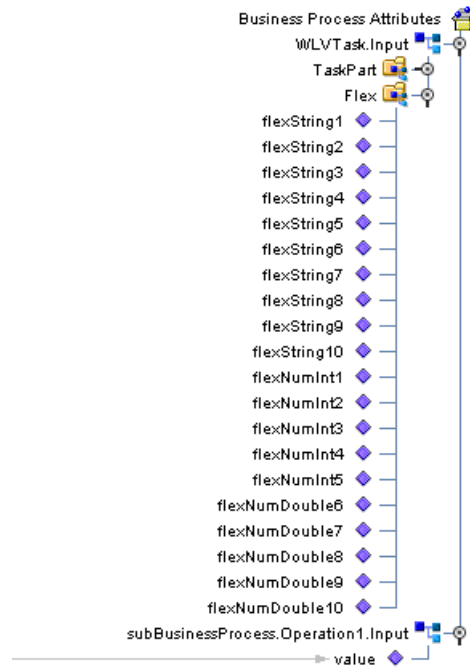 Business Process Attributes
WLVTask.Input
TaskPart
Flex
flexString1
flexString2
flexString3
flexString4
flexString5
flexString6
flexString7
flexString8
flexString9
flexString10
flexNumInt1
flexNumInt2
flexNumInt3
flexNumInt4
flexNumInt5
flexNumDouble6
flexNumDouble7
flexNumDouble8
flexNumDouble9
flexNumDouble10
subBusinessProcess.Operation1.Input
value